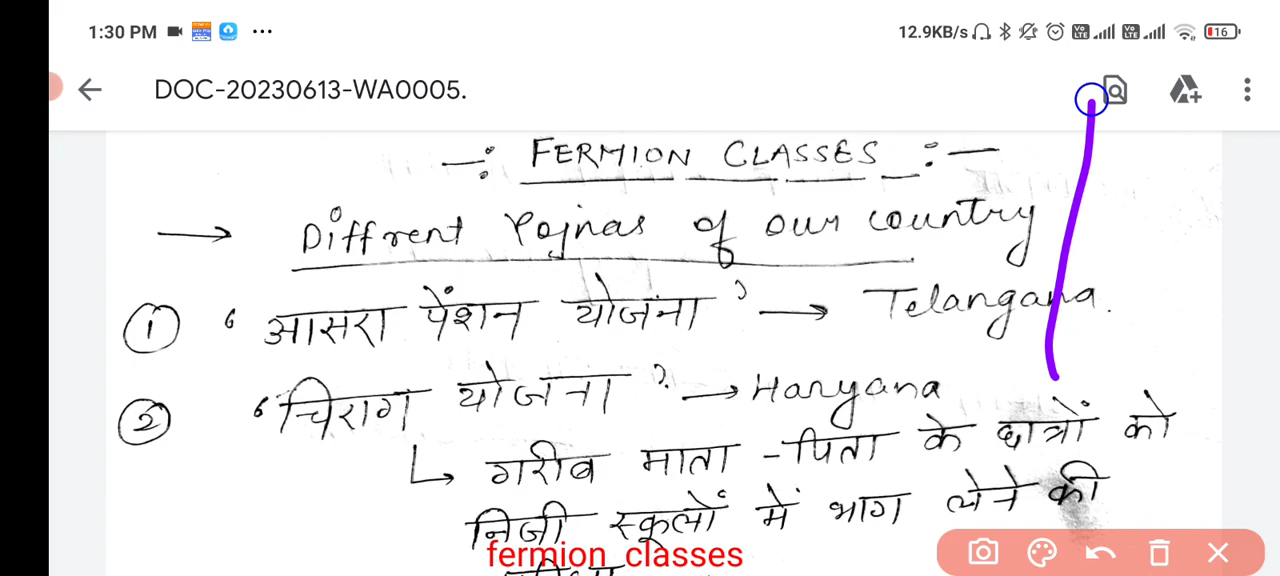 1:30 PM ... 12.9KB/s 16
DOC-20230613-WA0005.
—: FERMION CLASSES :—
→ Diffrent Yojnas of our country
① ‘आसरा पेंशन योजना’ → Telangana.
② ‘चिराग योजना’ → Haryana
↳ गरीब माता - पिता के छात्रों को
निजी स्कूलों में भाग लेने की
fermion_classes